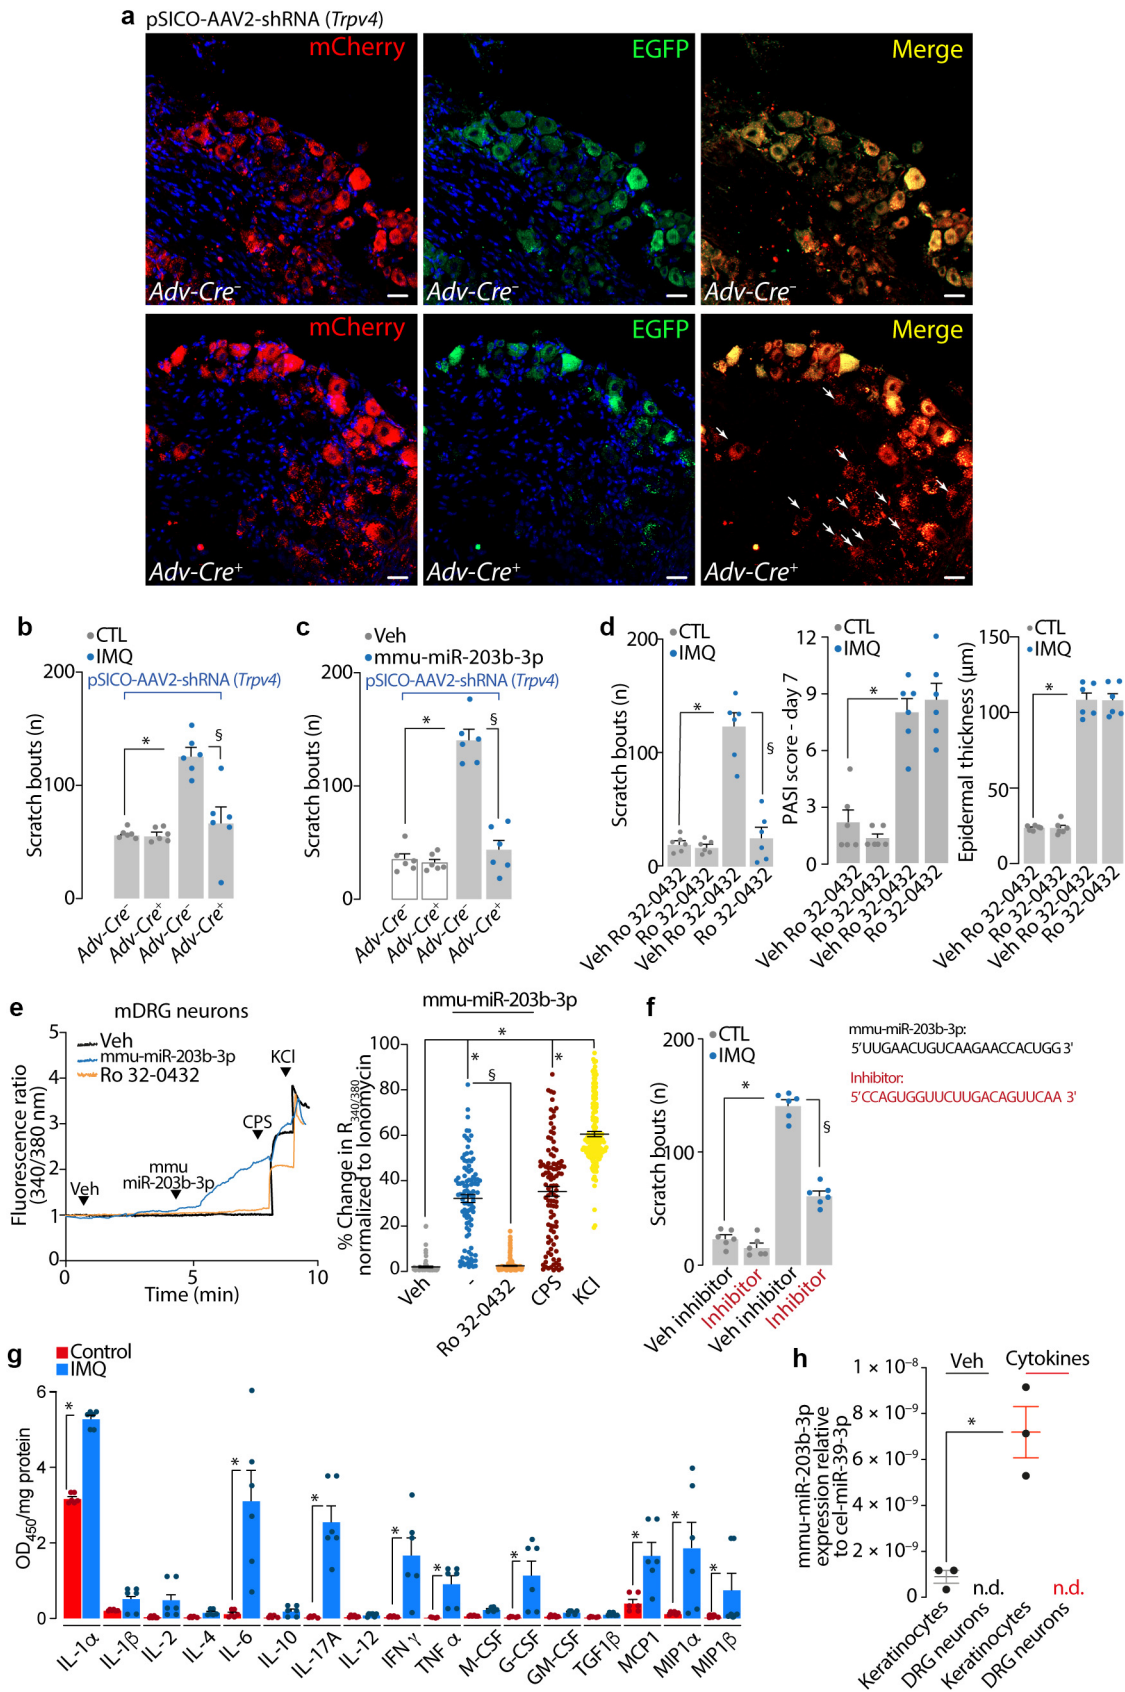 a pSICO-AAV2-shRNA (Trpv4)
mCherry
EGFP
Merge
Adv-Cre⁻
Adv-Cre⁻
Adv-Cre⁻
mCherry
EGFP
Merge
Adv-Cre⁺
Adv-Cre⁺
Adv-Cre⁺
b
CTL
IMQ
pSICO-AAV2-shRNA (Trpv4)
Scratch bouts (n)
200
100
0
*
§
Adv-Cre⁻
Adv-Cre⁺
Adv-Cre⁻
Adv-Cre⁺
c
Veh
mmu-miR-203b-3p
pSICO-AAV2-shRNA (Trpv4)
Scratch bouts (n)
200
100
0
*
§
Adv-Cre⁻
Adv-Cre⁺
Adv-Cre⁻
Adv-Cre⁺
d
CTL
IMQ
Scratch bouts (n)
200
100
0
*
§
Veh Ro 32-0432
Ro 32-0432
Veh Ro 32-0432
Ro 32-0432
CTL
IMQ
PASI score - day 7
12
9
6
3
0
*
Veh Ro 32-0432
Ro 32-0432
Veh Ro 32-0432
Ro 32-0432
CTL
IMQ
Epidermal thickness (µm)
150
100
50
0
*
Veh Ro 32-0432
Ro 32-0432
Veh Ro 32-0432
Ro 32-0432
e
mDRG neurons
Veh
mmu-miR-203b-3p
Ro 32-0432
KCl
CPS
mmu
miR-203b-3p
Veh
Fluorescence ratio
(340/380 nm)
5
4
3
2
1
0
0
5
10
Time (min)
mmu-miR-203b-3p
% Change in R340/380
normalized to Ionomycin
100
80
60
40
20
0
*
*
*
§
Veh
-
Ro 32-0432
CPS
KCl
f
CTL
IMQ
Scratch bouts (n)
200
100
0
*
§
Veh inhibitor
Inhibitor
Veh inhibitor
Inhibitor
mmu-miR-203b-3p:
5'UUGAACUGUCAAGAACCACUGG 3'
Inhibitor:
5'CCAGUGGUUCUUGACAGUUCAA 3'
g
Control
IMQ
OD450/mg protein
6
4
2
0
*
*
*
*
*
*
*
*
*
IL-1α
IL-1β
IL-2
IL-4
IL-6
IL-10
IL-17A
IL-12
IFN γ
TNF α
M-CSF
G-CSF
GM-CSF
TGF1β
MCP1
MIP1α
MIP1β
h
Veh
Cytokines
mmu-miR-203b-3p
expression relative
to cel-miR-39-3p
1 × 10⁻⁸
8 × 10⁻⁹
6 × 10⁻⁹
4 × 10⁻⁹
2 × 10⁻⁹
0
*
n.d.
n.d.
Keratinocytes
DRG neurons
Keratinocytes
DRG neurons